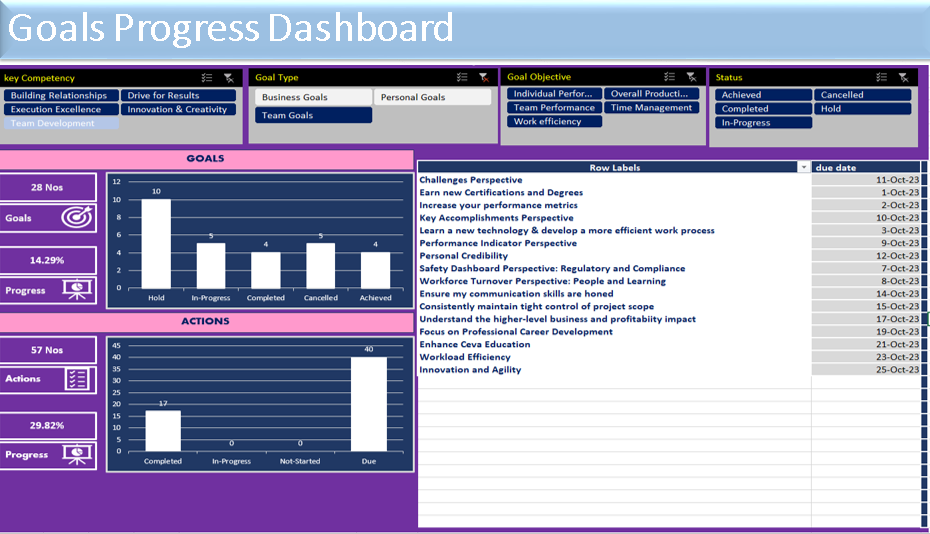 Goals Progress Dashboard
key Competency
Building Relationships
Drive for Results
Execution Excellence
Innovation & Creativity
Team Development
Goal Type
Business Goals
Personal Goals
Team Goals
Goal Objective
Individual Perfor...
Overall Producti...
Team Performance
Time Management
Work efficiency
Status
Achieved
Cancelled
Completed
Hold
In-Progress
GOALS
28 Nos
Goals
14.29%
Progress
12
10
8
6
4
2
0
10
5
4
5
4
Hold
In-Progress
Completed
Cancelled
Achieved
ACTIONS
57 Nos
Actions
29.82%
Progress
45
40
35
30
25
20
15
10
5
0
17
0
0
40
Completed
In-Progress
Not-Started
Due
Row Labels due date
Challenges Perspective 11-Oct-23
Earn new Certifications and Degrees 1-Oct-23
Increase your performance metrics 2-Oct-23
Key Accomplishments Perspective 10-Oct-23
Learn a new technology & develop a more efficient work process 3-Oct-23
Performance Indicator Perspective 9-Oct-23
Personal Credibility 12-Oct-23
Safety Dashboard Perspective: Regulatory and Compliance 7-Oct-23
Workforce Turnover Perspective: People and Learning 8-Oct-23
Ensure my communication skills are honed 14-Oct-23
Consistently maintain tight control of project scope 15-Oct-23
Understand the higher-level business and profitabiity impact 17-Oct-23
Focus on Professional Career Development 19-Oct-23
Enhance Ceva Education 21-Oct-23
Workload Efficiency 23-Oct-23
Innovation and Agility 25-Oct-23